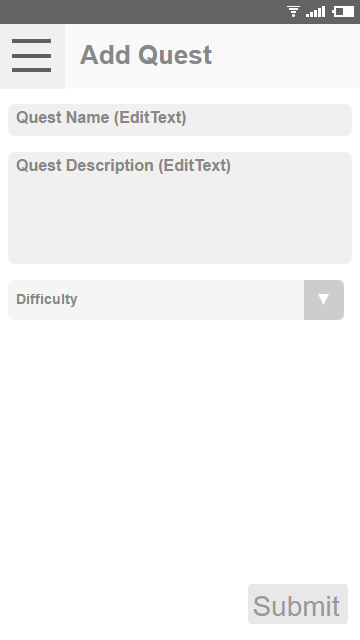 Add Quest
Quest Name (EditText)
Quest Description (EditText)
Difficulty
Submit